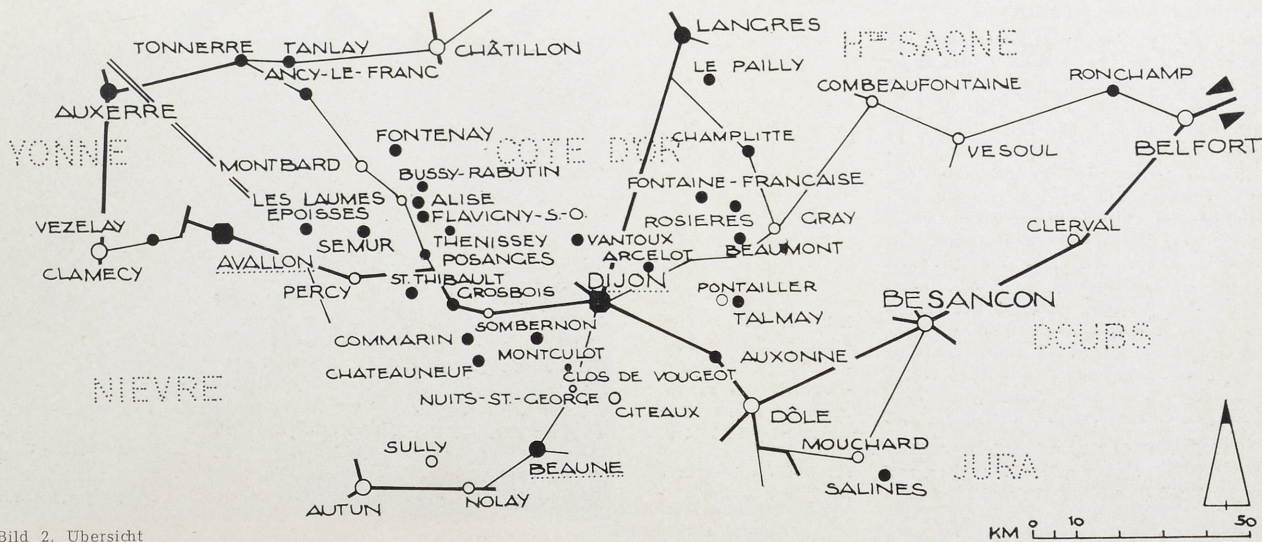 LANGRES
Hte SAONE
TONNERRE TANLAY
CHÂTILLON
LE PAILLY
ANCY-LE-FRANC
RONCHAMP
COMBEAUFONTAINE
AUXERRE
FONTENAY
CHAMPLITTE
YONNE
COTE D'OR
VESOUL
BELFORT
MONTBARD
BUSSY-RABUTIN
FONTAINE-FRANCAISE
LES LAUMES
ALISE
EPOISSES
FLAVIGNY-S.-O.
ROSIERES
GRAY
VEZELAY
CLERVAL
SEMUR
THENISSEY
VANTOUX
BEAUMONT
POSANGES
ARCELOT
CLAMECY
AVALLON
ST. THIBAULT
DIJON
PERCY
GROSBOIS
PONTAILLER
BESANCON
TALMAY
SOMBERNON
DOUBS
COMMARIN
MONTCULOT
AUXONNE
CHATEAUNEUF
CLOS DE VOUGEOT
NIEVRE
NUITS-ST.-GEORGE
CITEAUX
DÔLE
SULLY
MOUCHARD
BEAUNE
JURA
SALINES
AUTUN
NOLAY
KM 0 10 50
Bild 2. Übersicht